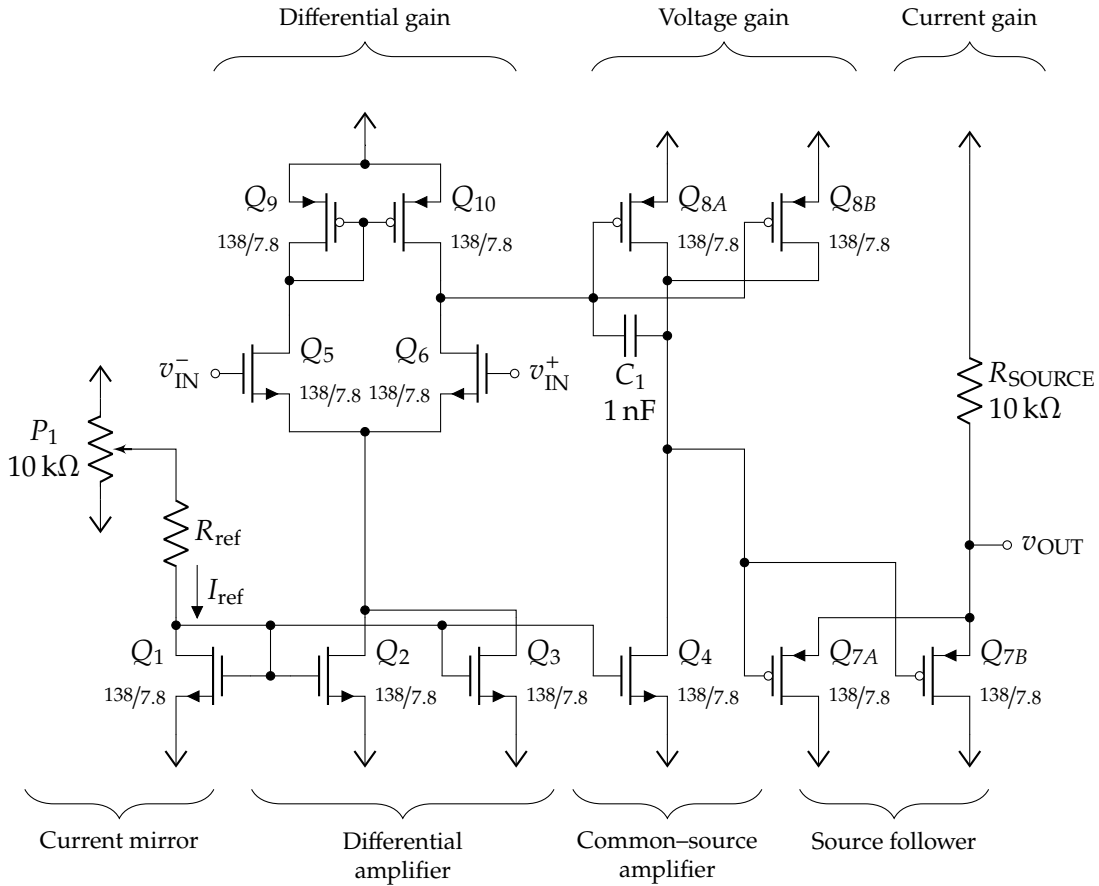 Differential gain
Voltage gain
Current gain
Q9
138/7.8
Q10
138/7.8
Q8A
138/7.8
Q8B
138/7.8
v−IN
Q5
138/7.8
Q6
138/7.8
v+IN
C1
1 nF
RSOURCE
10 kΩ
P1
10 kΩ
Rref
Iref
vOUT
Q1
138/7.8
Q2
138/7.8
Q3
138/7.8
Q4
138/7.8
Q7A
138/7.8
Q7B
138/7.8
Current mirror
Differential
amplifier
Common–source
amplifier
Source follower